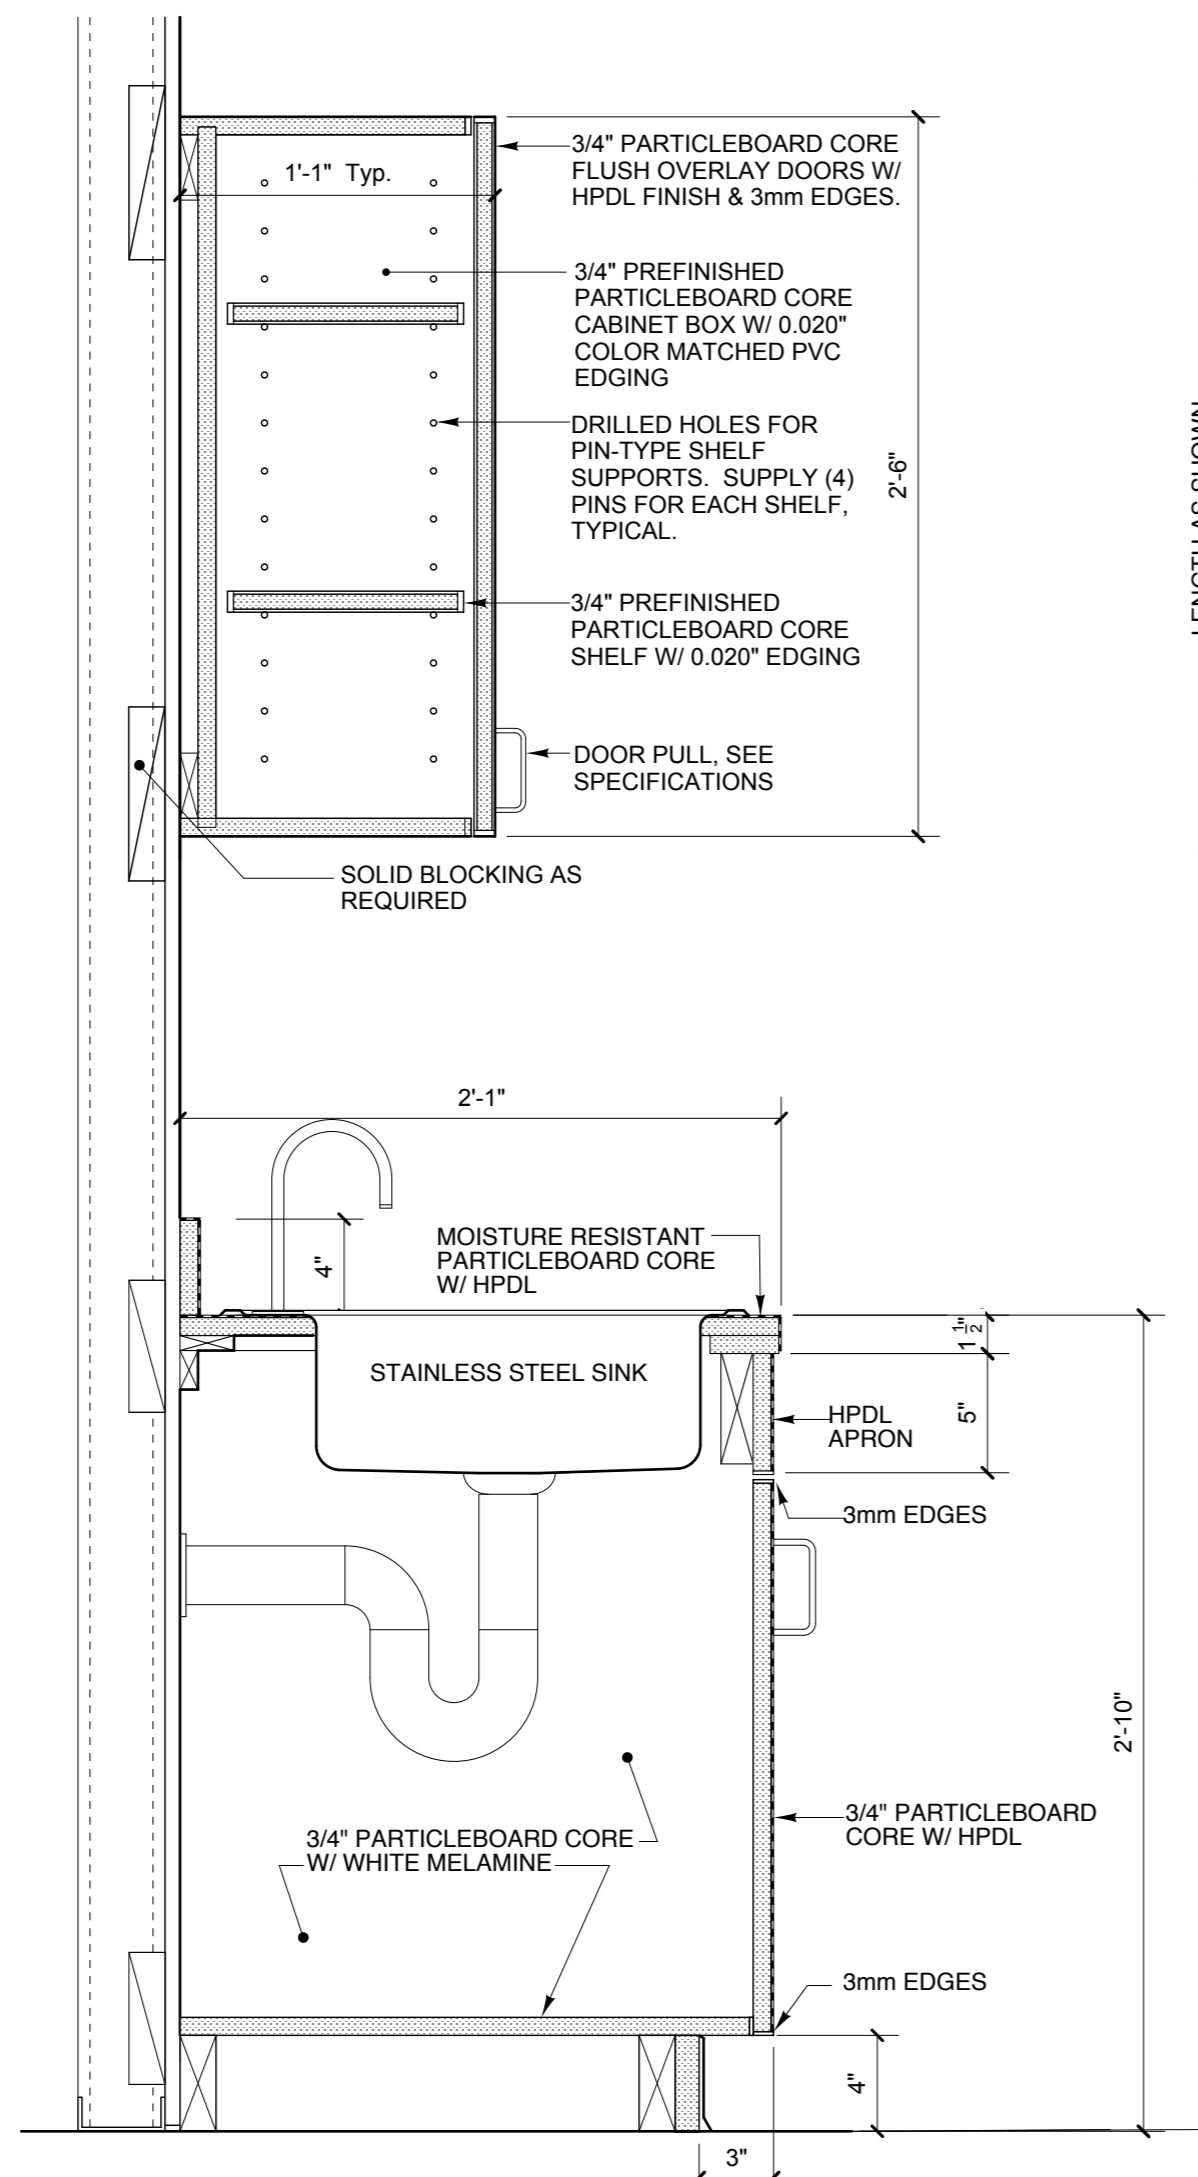 3/4" PARTICLEBOARD CORE
FLUSH OVERLAY DOORS W/
HPDL FINISH & 3mm EDGES.
1'-1" Typ.
3/4" PREFINISHED
PARTICLEBOARD CORE
CABINET BOX W/ 0.020"
COLOR MATCHED PVC
EDGING
DRILLED HOLES FOR
PIN-TYPE SHELF
SUPPORTS. SUPPLY (4)
PINS FOR EACH SHELF,
TYPICAL.
2'-6"
LENGTH AS SHOWN
3/4" PREFINISHED
PARTICLEBOARD CORE
SHELF W/ 0.020" EDGING
DOOR PULL, SEE
SPECIFICATIONS
SOLID BLOCKING AS
REQUIRED
2'-1"
4"
MOISTURE RESISTANT
PARTICLEBOARD CORE
W/ HPDL
1 1/2"
STAINLESS STEEL SINK
HPDL
APRON
5"
3mm EDGES
2'-10"
3/4" PARTICLEBOARD
CORE W/ HPDL
3/4" PARTICLEBOARD CORE
W/ WHITE MELAMINE
3mm EDGES
4"
3"